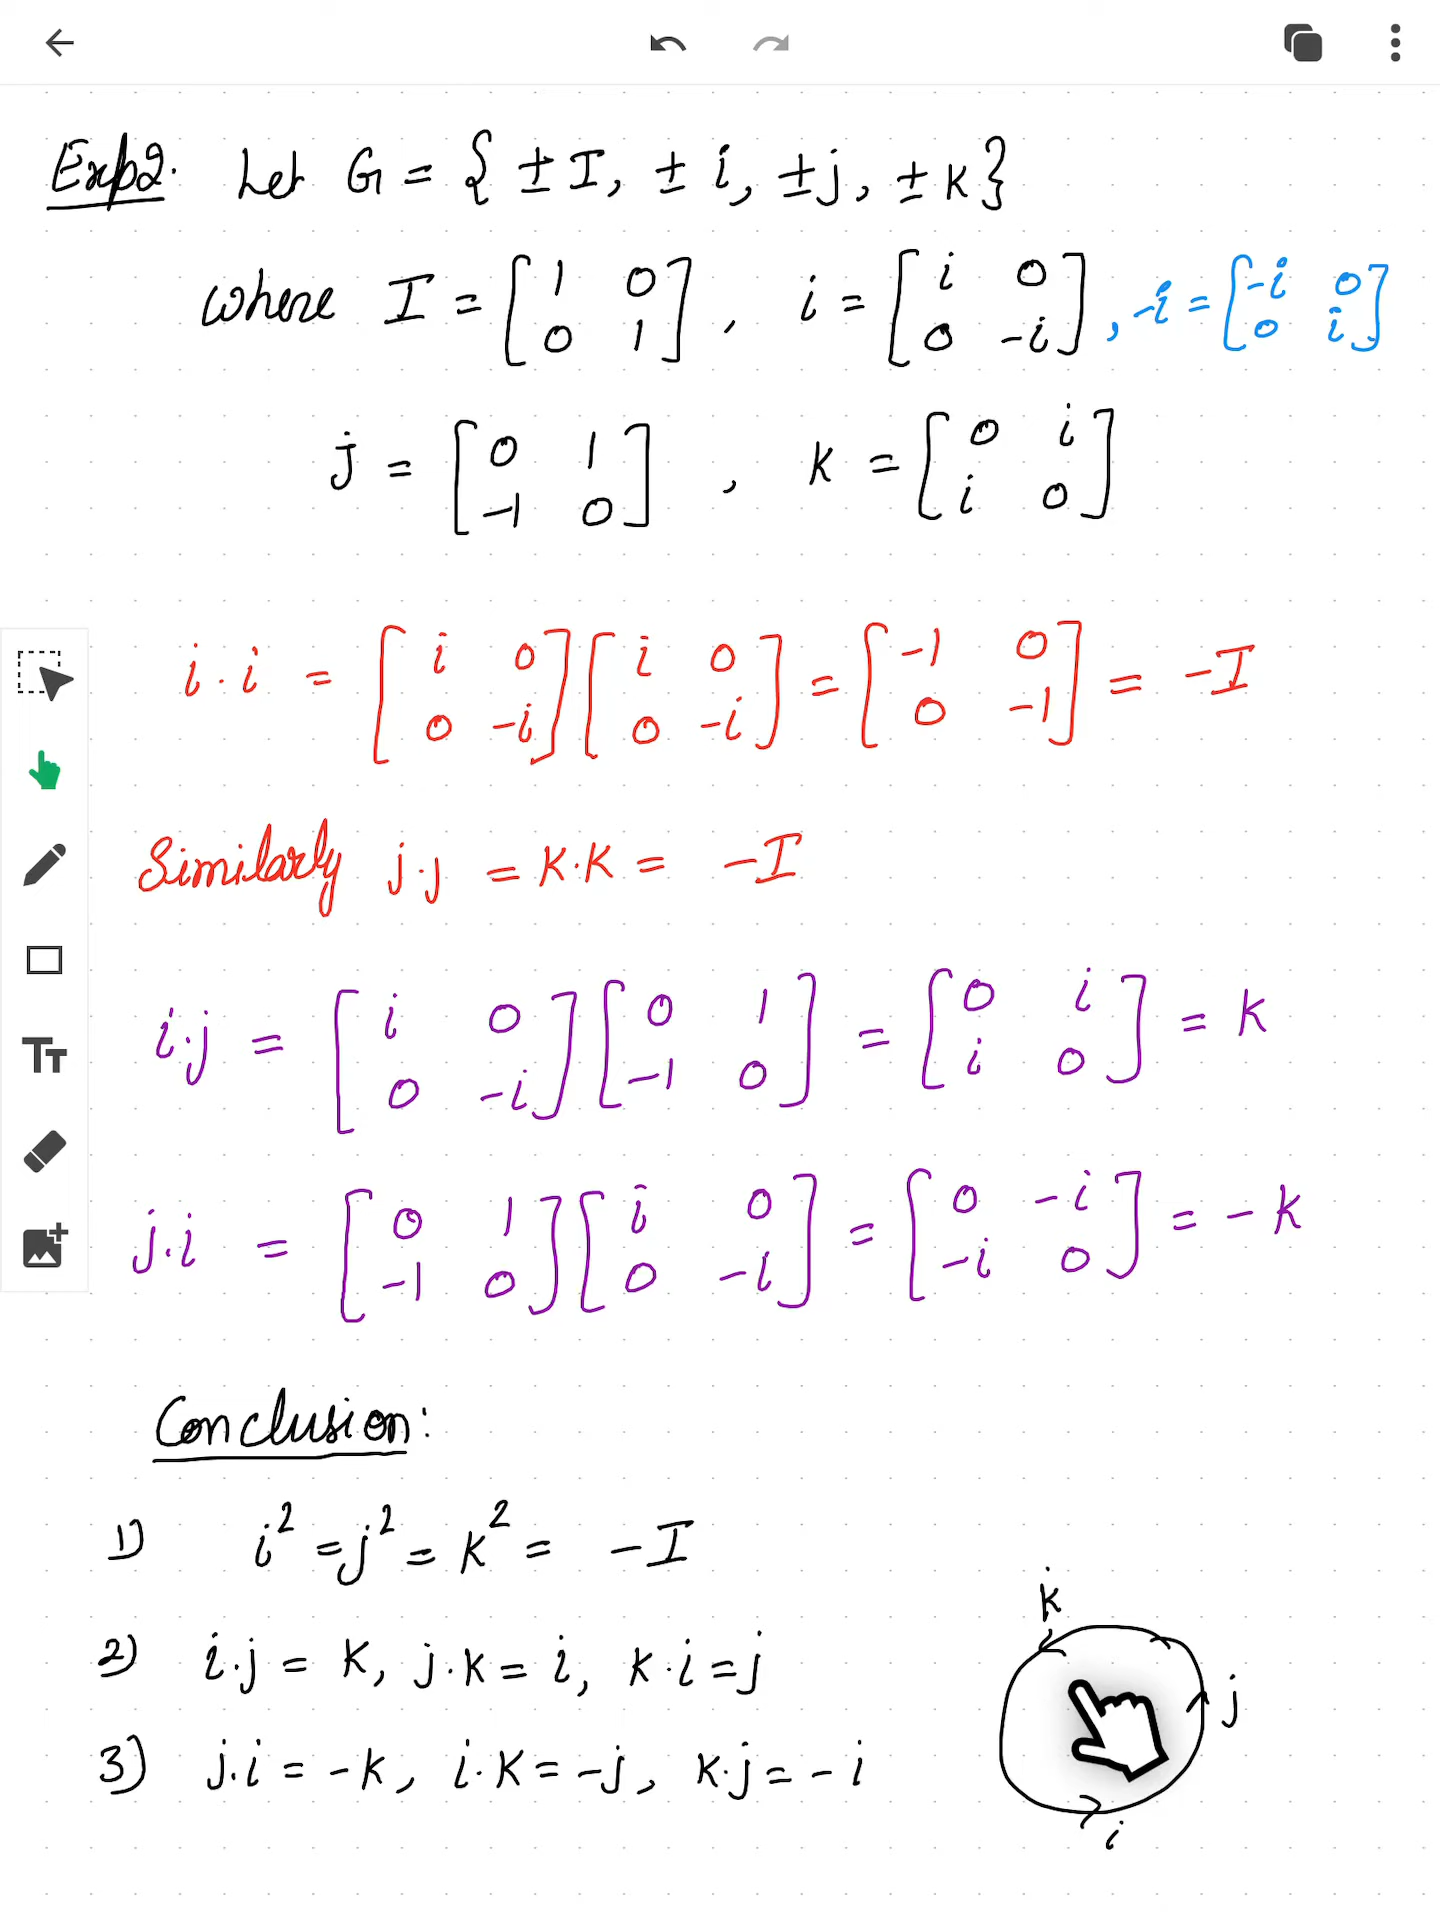 Exp2. Let G = { ± I, ± i, ± j, ± k }
where I = [1 0; 0 1], i = [i 0; 0 -i], -i = [-i 0; 0 i]
j = [0 1; -1 0], k = [0 i; i 0]
i·i = [i 0; 0 -i] [i 0; 0 -i] = [-1 0; 0 -1] = -I
Similarly j·j = k·k = -I
i·j = [i 0; 0 -i] [0 1; -1 0] = [0 i; i 0] = k
j·i = [0 1; -1 0] [i 0; 0 -i] = [0 -i; -i 0] = -k
Conclusion:
1) i² = j² = k² = -I
2) i·j = k, j·k = i, k·i = j
3) j·i = -k, i·k = -j, k·j = -i
k
j
i
TT